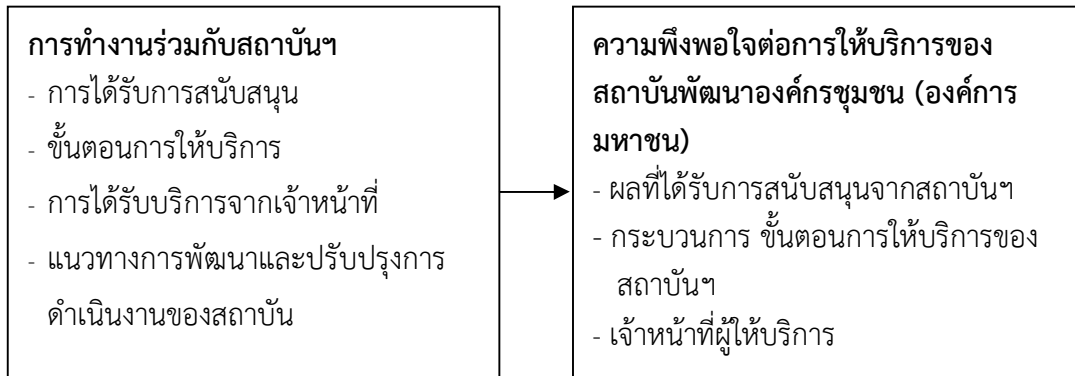 การทำงานร่วมกับสถาบันฯ
- การได้รับการสนับสนุน
- ขั้นตอนการให้บริการ
- การได้รับบริการจากเจ้าหน้าที่
- แนวทางการพัฒนาและปรับปรุงการ
ดำเนินงานของสถาบัน
ความพึงพอใจต่อการให้บริการของ
สถาบันพัฒนาองค์กรชุมชน (องค์การ
มหาชน)
- ผลที่ได้รับการสนับสนุนจากสถาบันฯ
- กระบวนการ ขั้นตอนการให้บริการของ
สถาบันฯ
- เจ้าหน้าที่ผู้ให้บริการ